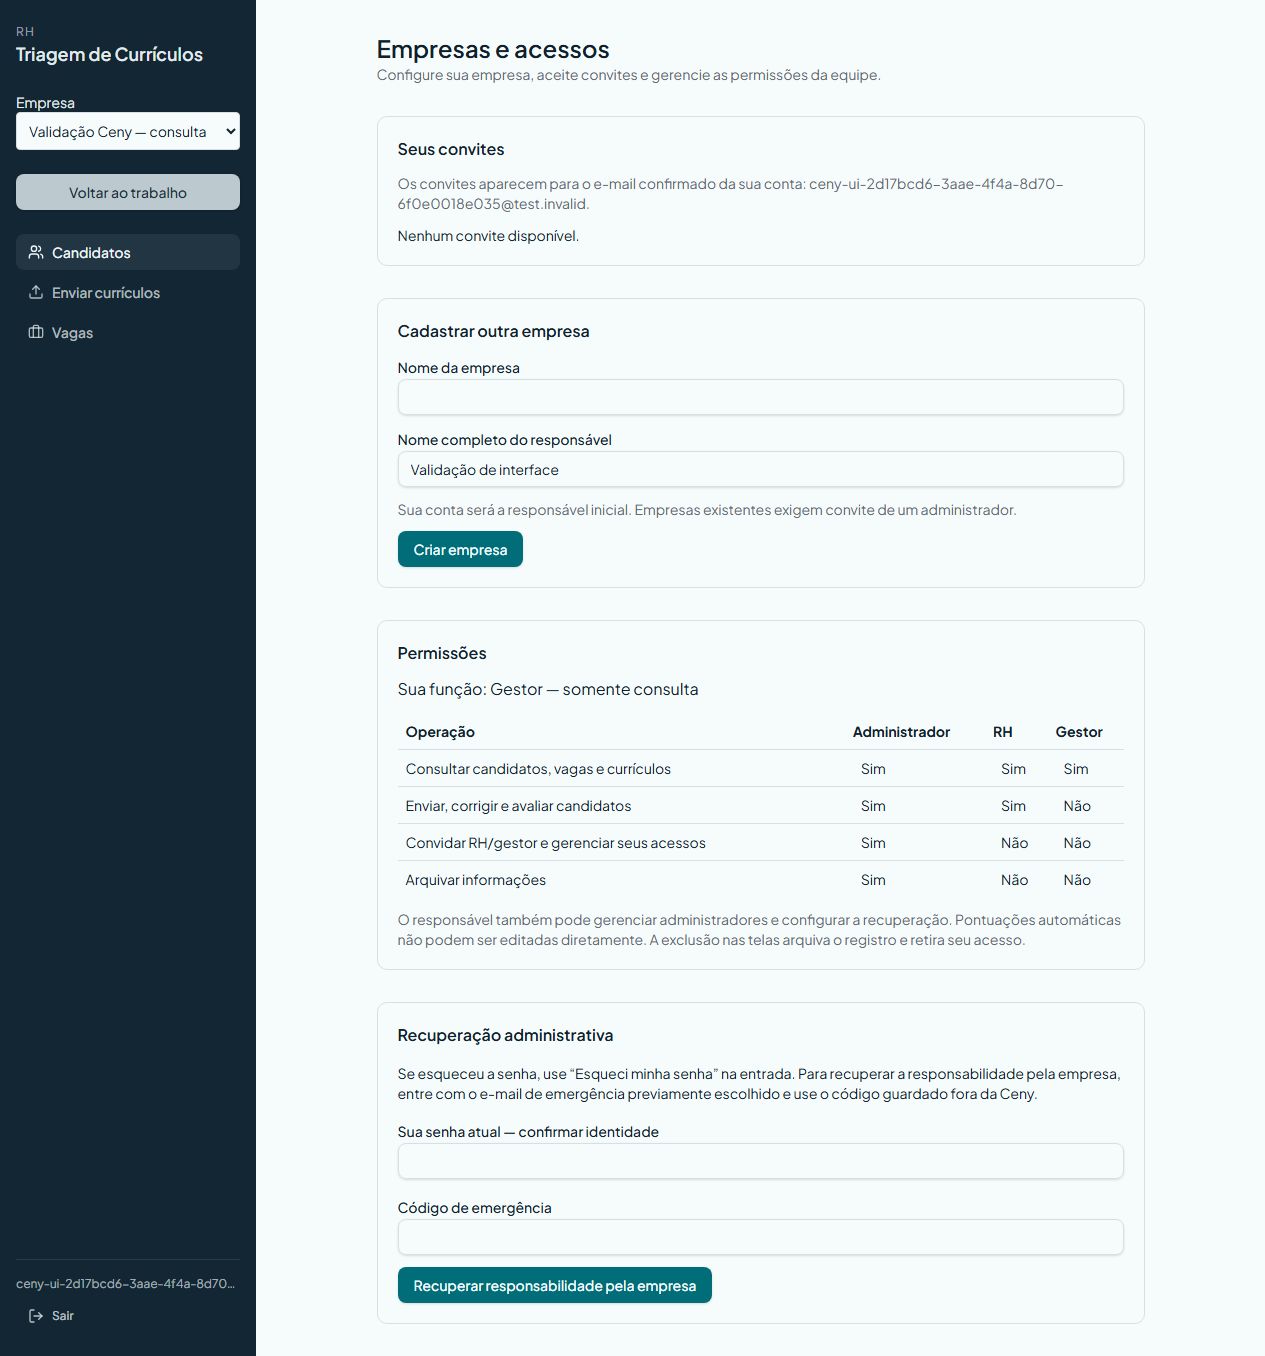 RH
Triagem de Currículos
Empresa
Validação Ceny — consulta
Voltar ao trabalho
Candidatos
Enviar currículos
Vagas
ceny-ui-2d17bcd6-3aae-4f4a-8d70…
Sair
Empresas e acessos
Configure sua empresa, aceite convites e gerencie as permissões da equipe.
Seus convites
Os convites aparecem para o e-mail confirmado da sua conta: ceny-ui-2d17bcd6-3aae-4f4a-8d70-
6f0e0018e035@test.invalid.
Nenhum convite disponível.
Cadastrar outra empresa
Nome da empresa
Nome completo do responsável
Validação de interface
Sua conta será a responsável inicial. Empresas existentes exigem convite de um administrador.
Criar empresa
Permissões
Sua função: Gestor — somente consulta
Operação Administrador RH Gestor
Consultar candidatos, vagas e currículos Sim Sim Sim
Enviar, corrigir e avaliar candidatos Sim Sim Não
Convidar RH/gestor e gerenciar seus acessos Sim Não Não
Arquivar informações Sim Não Não
O responsável também pode gerenciar administradores e configurar a recuperação. Pontuações automáticas
não podem ser editadas diretamente. A exclusão nas telas arquiva o registro e retira seu acesso.
Recuperação administrativa
Se esqueceu a senha, use “Esqueci minha senha” na entrada. Para recuperar a responsabilidade pela empresa,
entre com o e-mail de emergência previamente escolhido e use o código guardado fora da Ceny.
Sua senha atual — confirmar identidade
Código de emergência
Recuperar responsabilidade pela empresa